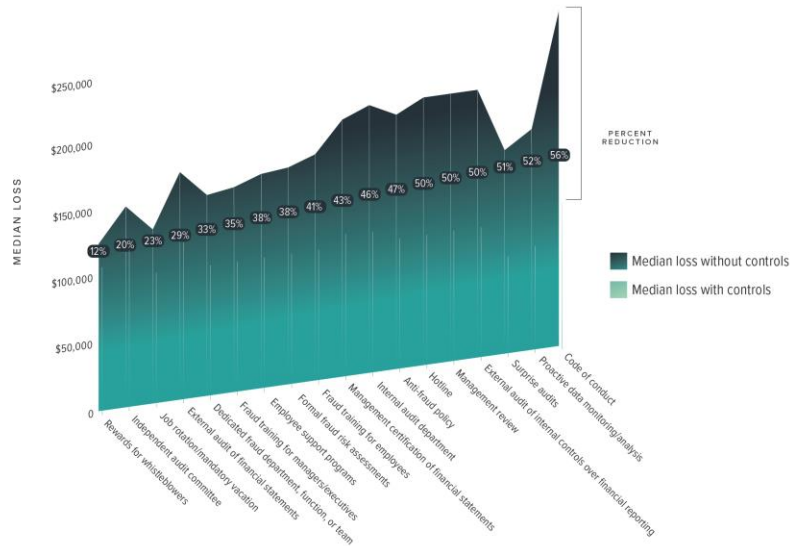 $250,000
$200,000
$150,000
$100,000
$50,000
0
MEDIAN LOSS
12%
20%
23%
29%
33%
35%
38%
38%
41%
43%
46%
47%
50%
50%
50%
51%
52%
56%
PERCENT
REDUCTION
Median loss without controls
Median loss with controls
Rewards for whistleblowers
Independent audit committee
Job rotation/mandatory vacation
External audit of financial statements
Dedicated fraud department, function, or team
Fraud training for managers/executives
Employee support programs
Formal fraud risk assessments
Fraud training for employees
Management certification of financial statements
Internal audit department
Anti-fraud policy
Hotline
Management review
External audit of internal controls over financial reporting
Surprise audits
Proactive data monitoring/analysis
Code of conduct